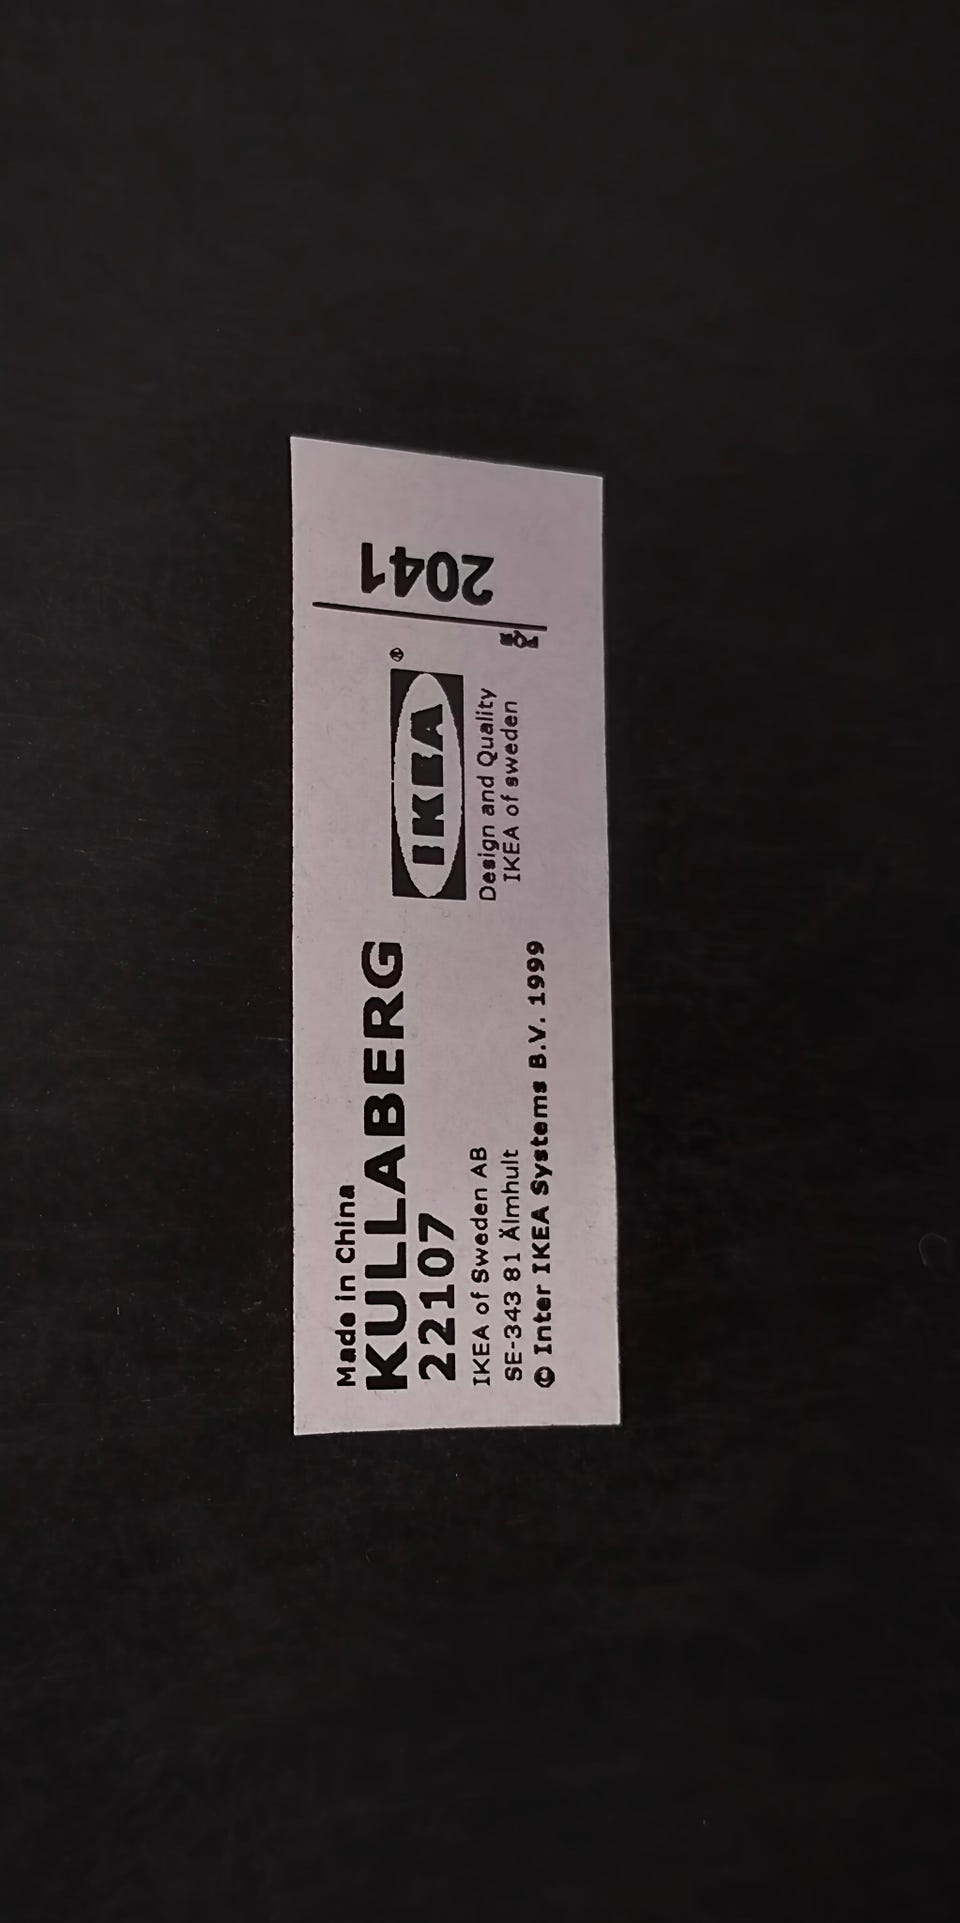 Made in China
KULLABERG
22107
IKEA of Sweden AB
SE-343 81 Älmhult
© Inter IKEA Systems B.V. 1999
IKEA®
Design and Quality
IKEA of sweden
2041